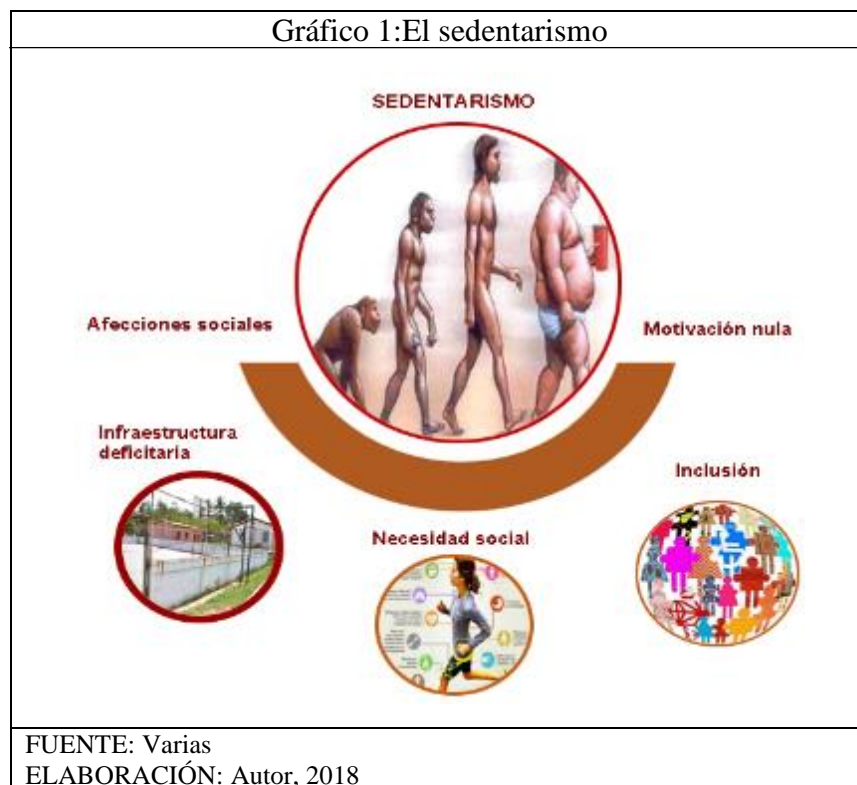 Gráfico 1:El sedentarismo
SEDENTARISMO
Afecciones sociales
Motivación nula
Infraestructura
deficitaria
Inclusión
Necesidad social
FUENTE: Varias
ELABORACIÓN: Autor, 2018